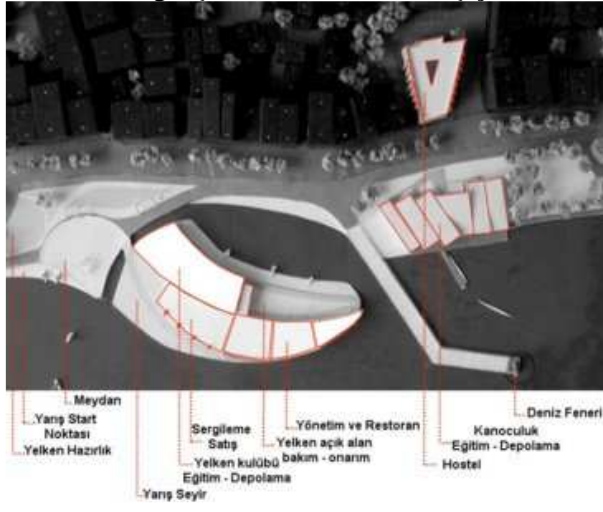 Meydan
Yarış Start
Noktası
Yelken Hazırlık
Sergileme
Satış
Yelken kulübü
Eğitim - Depolama
Yarış Seyir
Yönetim ve Restoran
Yelken açık alan
bakım - onarım
Deniz Feneri
Kanoculuk
Eğitim - Depolama
Hostel